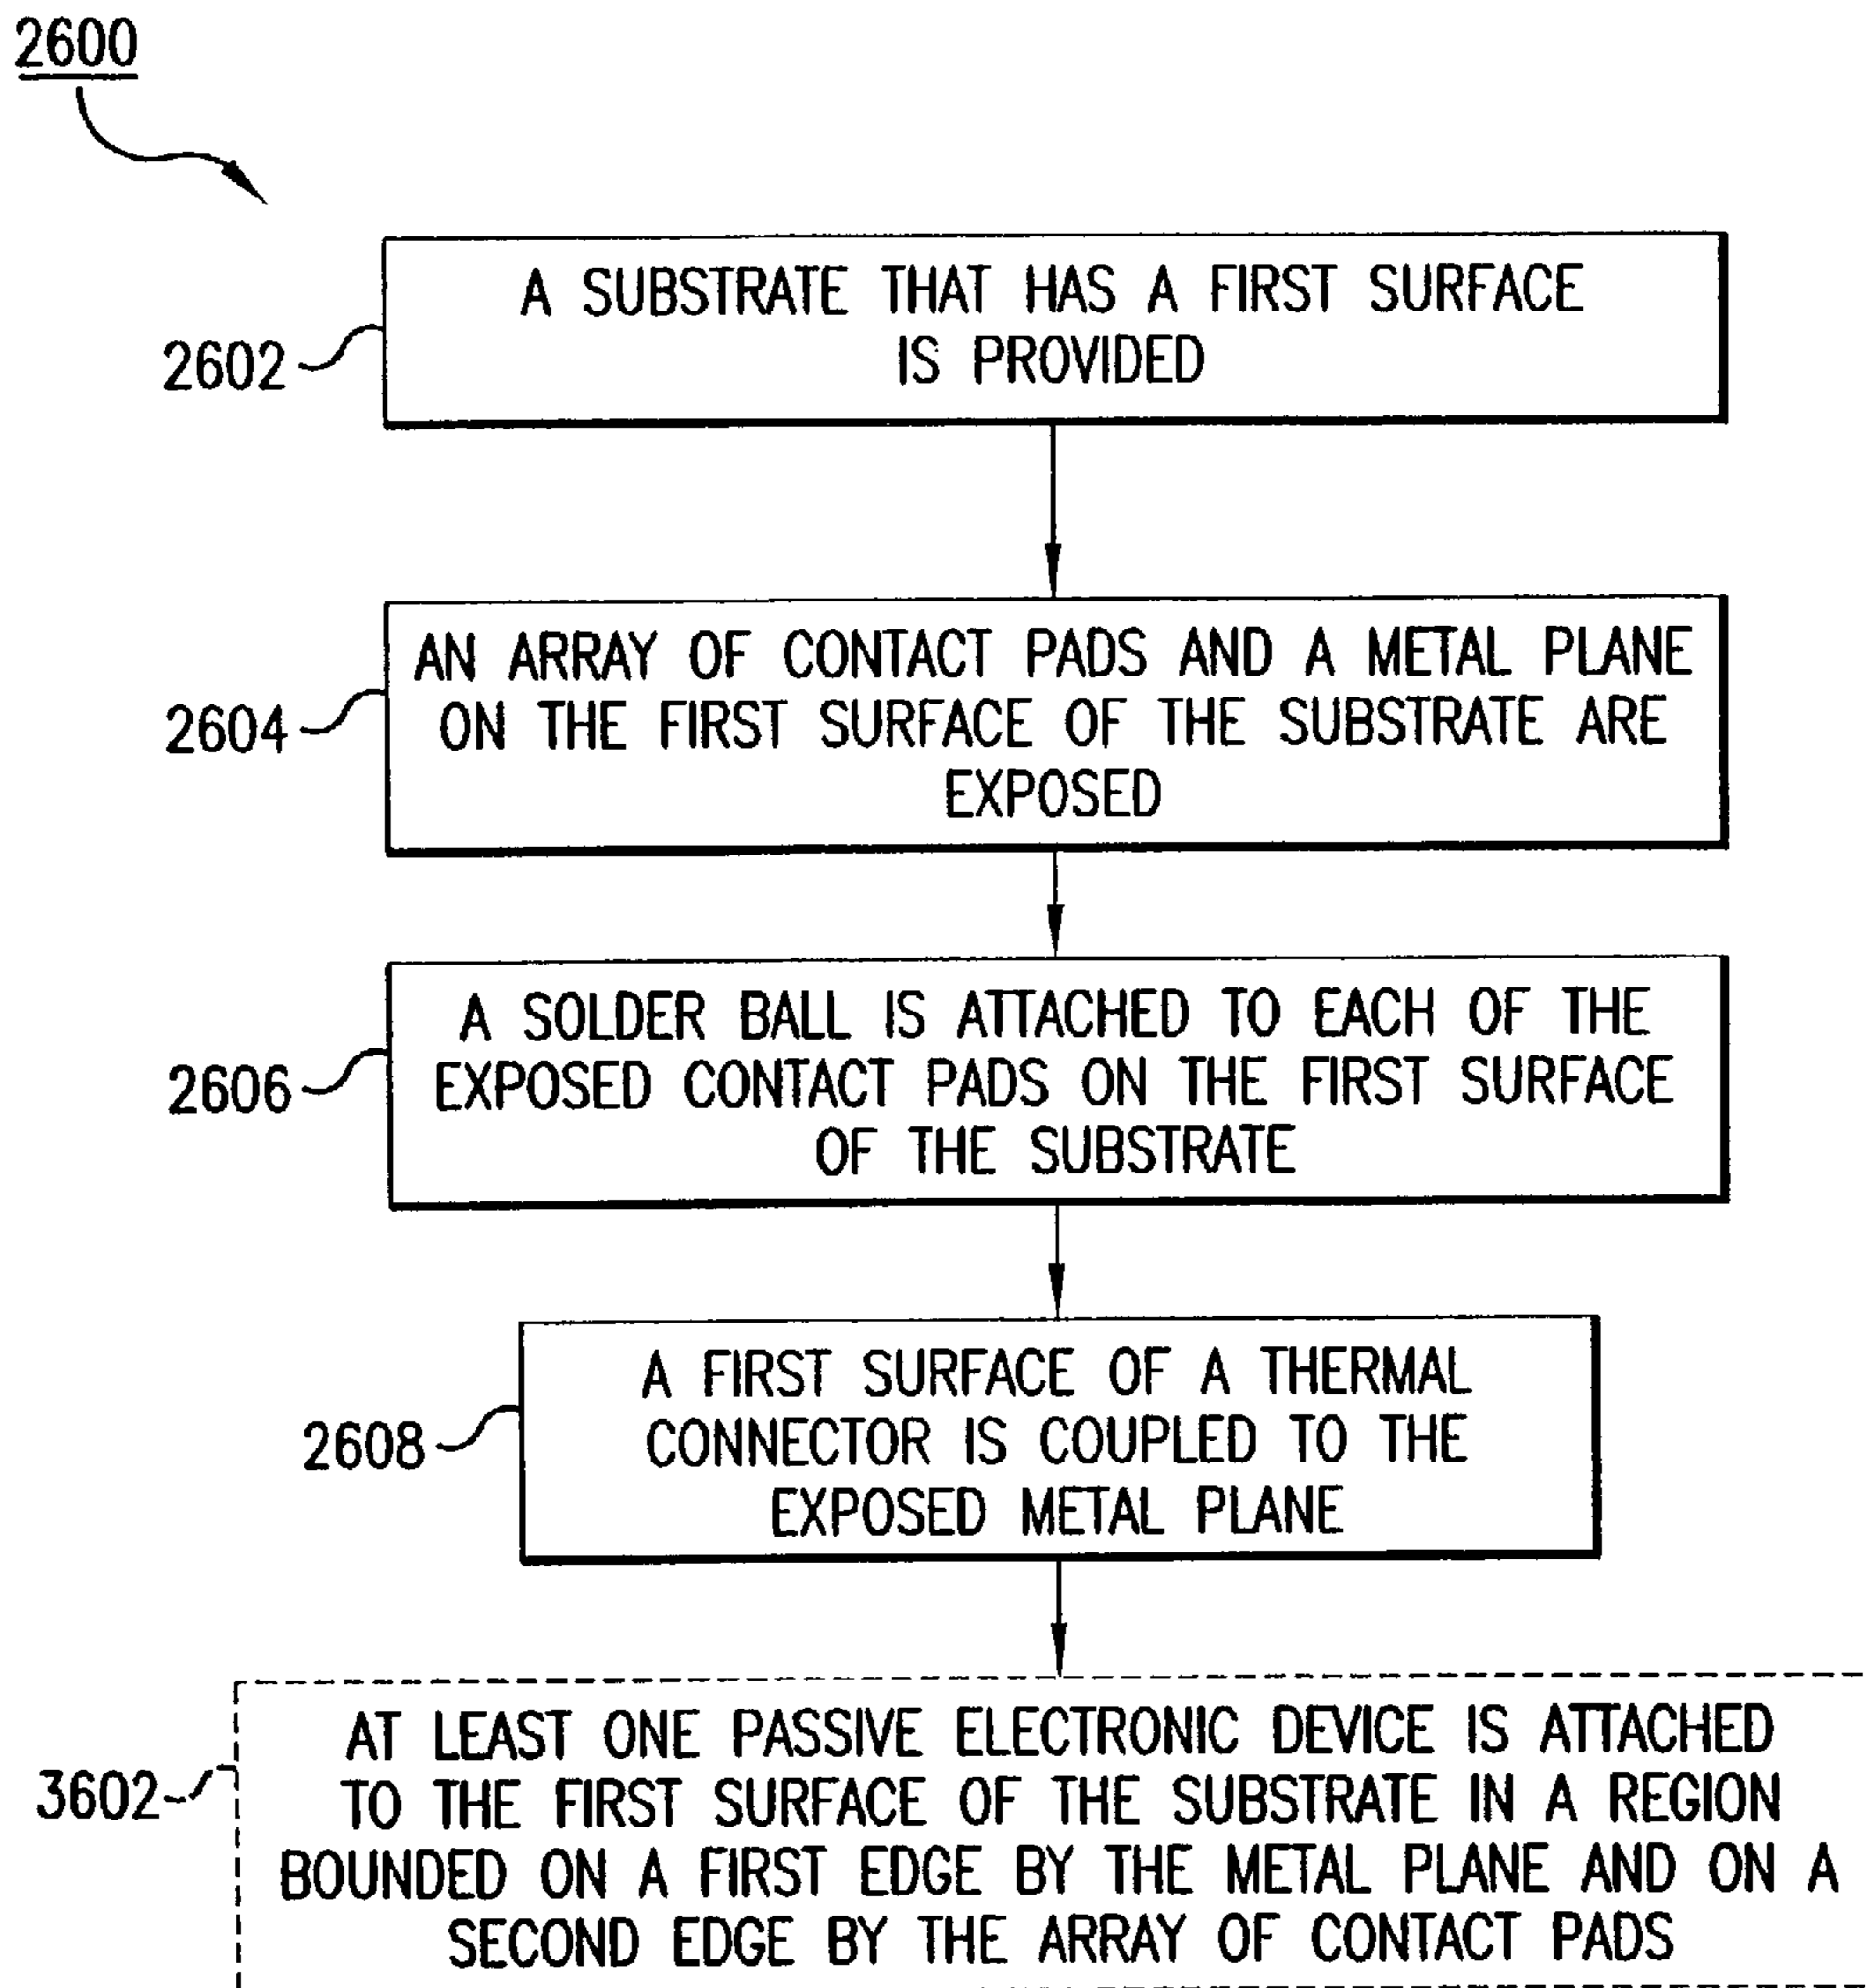 2600
A SUBSTRATE THAT HAS A FIRST SURFACE
IS PROVIDED
2602
AN ARRAY OF CONTACT PADS AND A METAL PLANE
ON THE FIRST SURFACE OF THE SUBSTRATE ARE
EXPOSED
2604
A SOLDER BALL IS ATTACHED TO EACH OF THE
EXPOSED CONTACT PADS ON THE FIRST SURFACE
OF THE SUBSTRATE
2606
A FIRST SURFACE OF A THERMAL
CONNECTOR IS COUPLED TO THE
EXPOSED METAL PLANE
2608
AT LEAST ONE PASSIVE ELECTRONIC DEVICE IS ATTACHED
TO THE FIRST SURFACE OF THE SUBSTRATE IN A REGION
BOUNDED ON A FIRST EDGE BY THE METAL PLANE AND ON A
SECOND EDGE BY THE ARRAY OF CONTACT PADS
3602